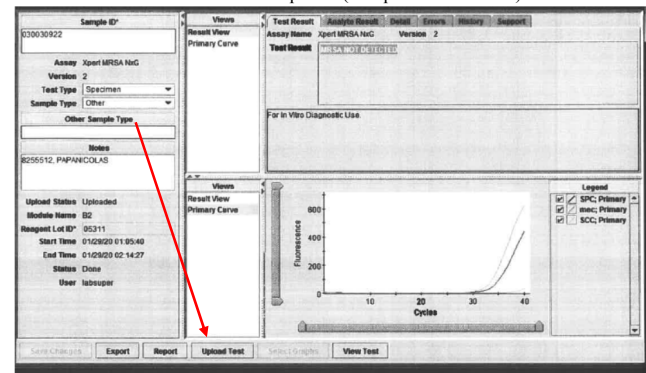 Sample ID*
030030922
Assay Xpert MRSA NxG
Version 2
Test Type Specimen
Sample Type Other
Other Sample Type
Notes
8255512, PAPANICOLAS
Upload Status Uploaded
Module Name B2
Reagent Lot ID* 05311
Start Time 01/29/20 01:05:40
End Time 01/29/20 02:14:27
Status Done
User labsuper
Views
Result View
Primary Curve
Test Result Analyte Result Detail Errors History Support
Assay Name Xpert MRSA NxG Version 2
Test Result MRSA NOT DETECTED
For In Vitro Diagnostic Use.
Views
Result View
Primary Curve
Fluorescence
600
400
200
0
10 20 30 40
Cycles
Legend
SPC; Primary
mec; Primary
SCC; Primary
Save Changes Export Report Upload Test Select Graphs View Test